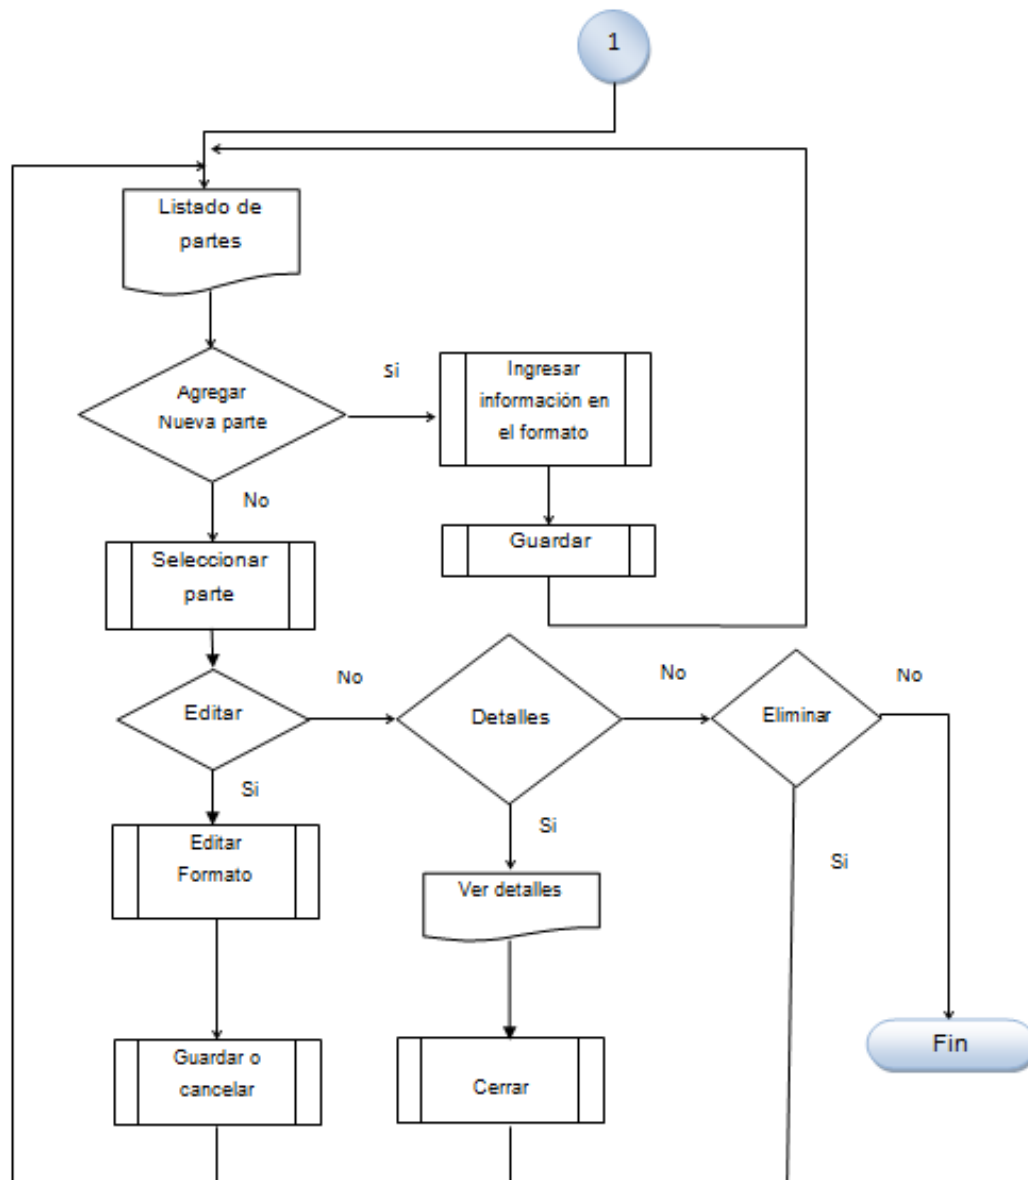 1
Listado de
partes
Agregar
Nueva parte
Si
Ingresar
información en
el formato
No
Guardar
Seleccionar
parte
Editar
No
Detalles
No
Eliminar
No
Si
Editar
Formato
Si
Ver detalles
Si
Guardar o
cancelar
Cerrar
Fin